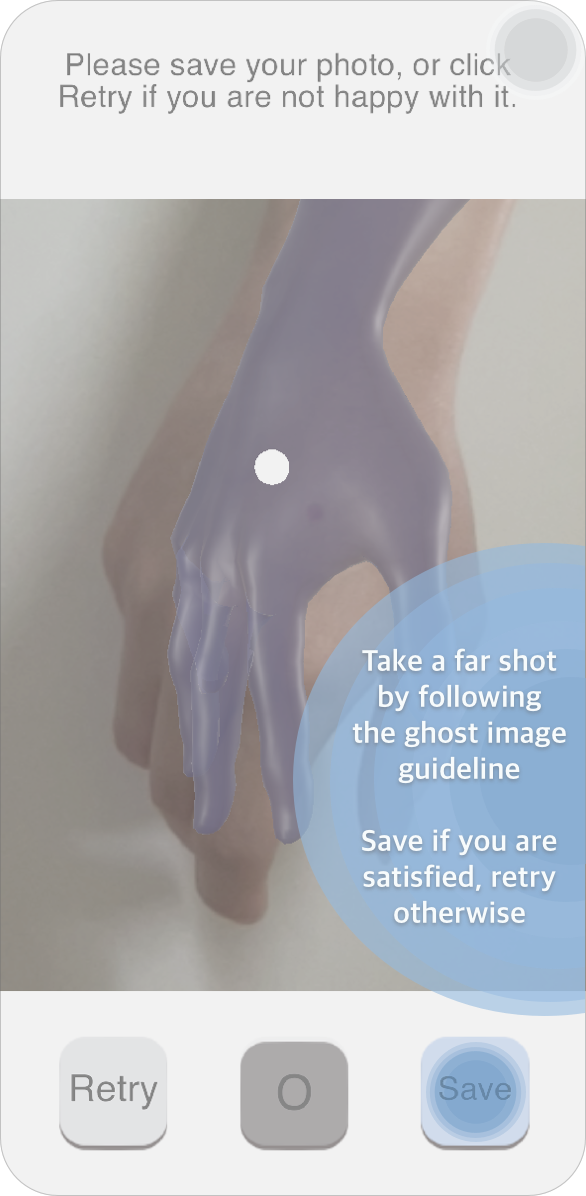 Please save your photo, or click
Retry if you are not happy with it.
Take a far shot
by following
the ghost image
guideline
Save if you are
satisfied, retry
otherwise
Retry
O
Save